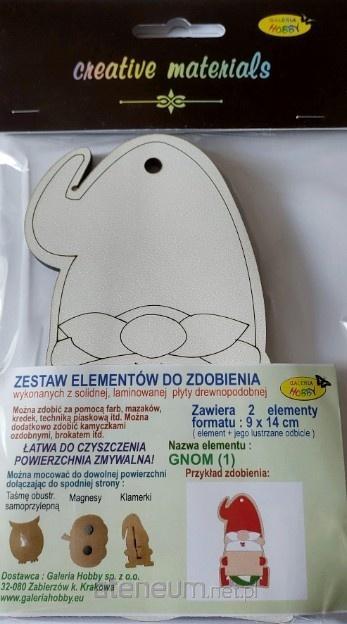 GALERIA
HOBBY
creative materials
ZESTAW ELEMENTÓW DO ZDOBIENIA
wykonanych z solidnej, laminowanej płyty drewnopodobnej
GALERIA
HOBBY
Można zdobić za pomocą farb, mazaków,
kredek, techniką piaskową itd. Można
dodatkowo zdobić kamyczkami
ozdobnymi, brokatem itd.
ŁATWA DO CZYSZCZENIA
POWIERZCHNIA ZMYWALNA!
Można mocować do dowolnej powierzchni
dołączając do spodniej strony :
Taśmę obustr.
samoprzylepną
Magnesy
Klamerki
Zawiera 2 elementy
formatu : 9 x 14 cm
( element + jego lustrzane odbicie )
Nazwa elementu :
GNOM (1)
Przykład zdobienia:
Dostawca : Galeria Hobby sp. z o.o.
32-080 Zabierzów k. Krakowa
www.galeriahobby.eu
ateneum.net.pl